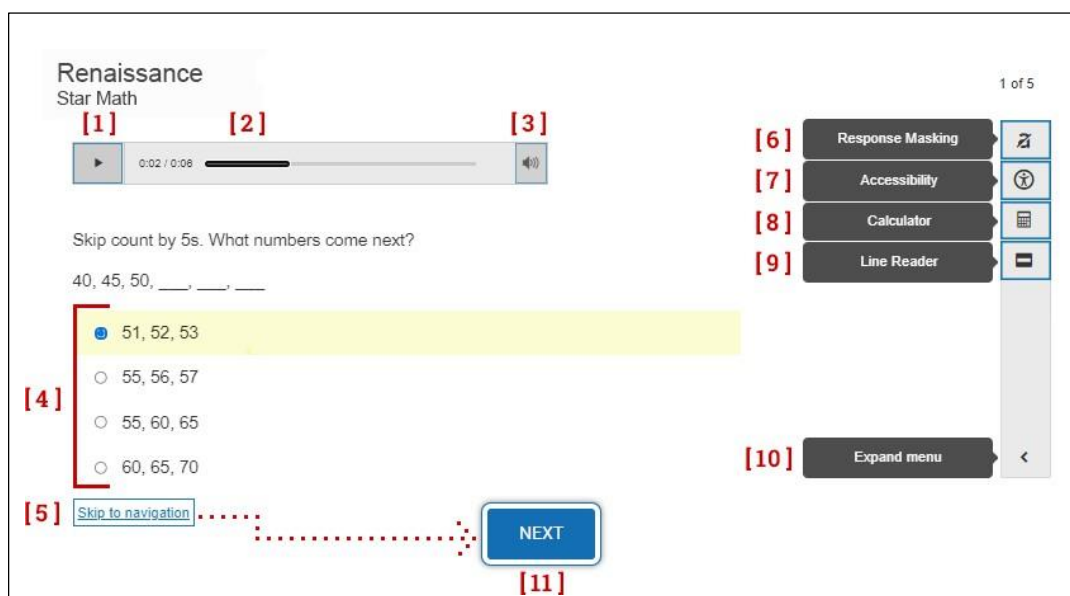 Renaissance
Star Math
1 of 5
[1] [2] [3]
0:02 / 0:06
[6] Response Masking
[7] Accessibility
[8] Calculator
[9] Line Reader
Skip count by 5s. What numbers come next?
40, 45, 50, ___, ___, ___
51, 52, 53
55, 56, 57
[4]
55, 60, 65
60, 65, 70
[10] Expand menu
[5] Skip to navigation
NEXT
[11]